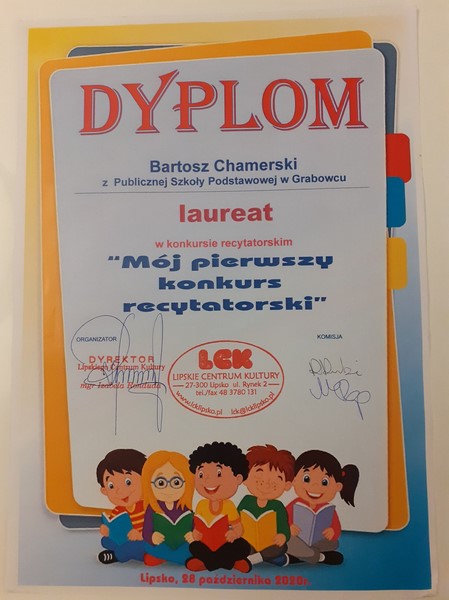 DYPLOM
Bartosz Chamerski
z Publicznej Szkoły Podstawowej w Grabowcu
laureat
w konkursie recytatorskim
"Mój pierwszy
konkurs
recytatorski"
ORGANIZATOR
KOMISJA
DYREKTOR
Lipskiego Centrum Kultury
mgr Izabela
LCK
LIPSKIE CENTRUM KULTURY
27-300 Lipsko ul. Rynek 2
tel./fax 48 3780 131
www.lcklipsko.pl lck@lcklipsko.pl
Lipsko, 28 października 2020r.